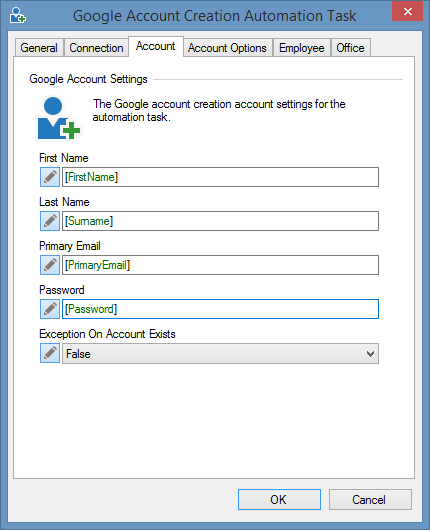 Google Account Creation Automation Task
General Connection Account Account Options Employee Office
Google Account Settings
The Google account creation account settings for the
automation task.
First Name
[FirstName]
Last Name
[Surname]
Primary Email
[PrimaryEmail]
Password
[Password]
Exception On Account Exists
False
OK Cancel